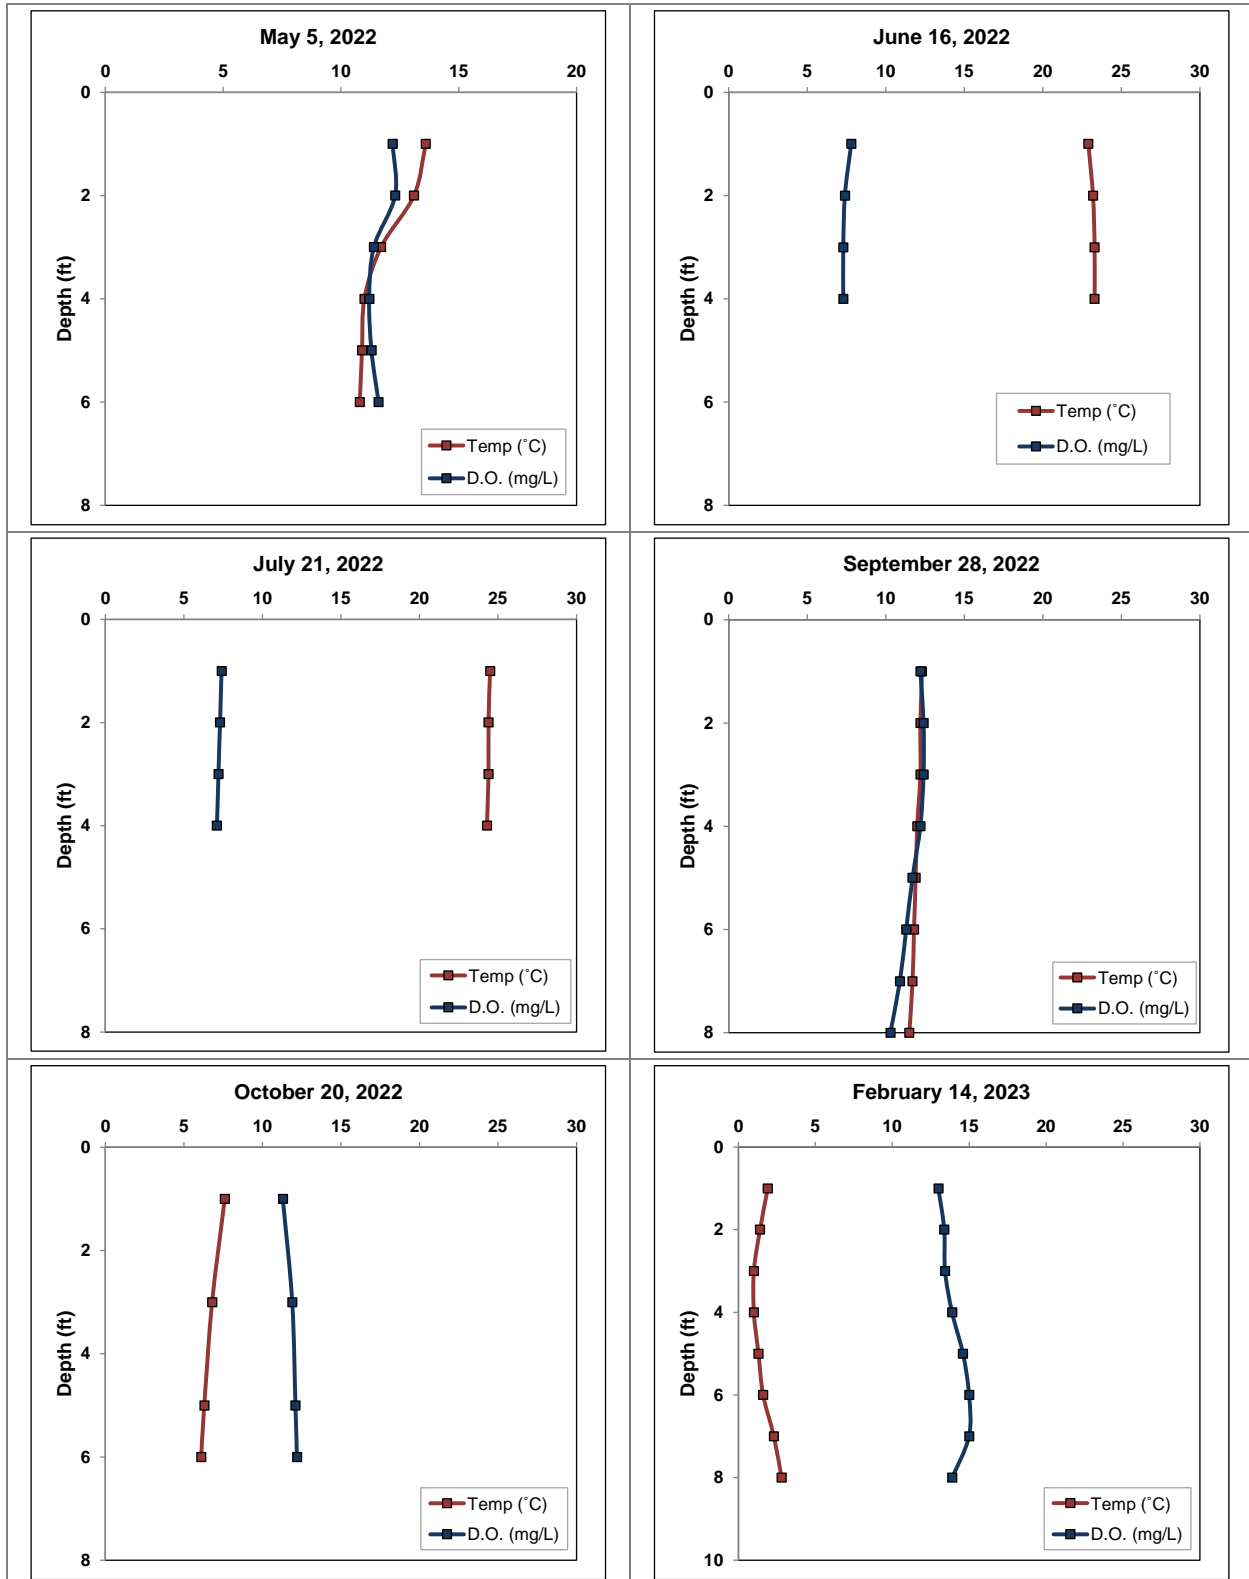 May 5, 2022
0 5 10 15 20
0
2
4
6
8
Depth (ft)
Temp (˚C)
D.O. (mg/L)
June 16, 2022
0 5 10 15 20 25 30
0
2
4
6
8
Depth (ft)
Temp (˚C)
D.O. (mg/L)
July 21, 2022
0 5 10 15 20 25 30
0
2
4
6
8
Depth (ft)
Temp (˚C)
D.O. (mg/L)
September 28, 2022
0 5 10 15 20 25 30
0
2
4
6
8
Depth (ft)
Temp (˚C)
D.O. (mg/L)
October 20, 2022
0 5 10 15 20 25 30
0
2
4
6
8
Depth (ft)
Temp (˚C)
D.O. (mg/L)
February 14, 2023
0 5 10 15 20 25 30
0
2
4
6
8
10
Depth (ft)
Temp (˚C)
D.O. (mg/L)